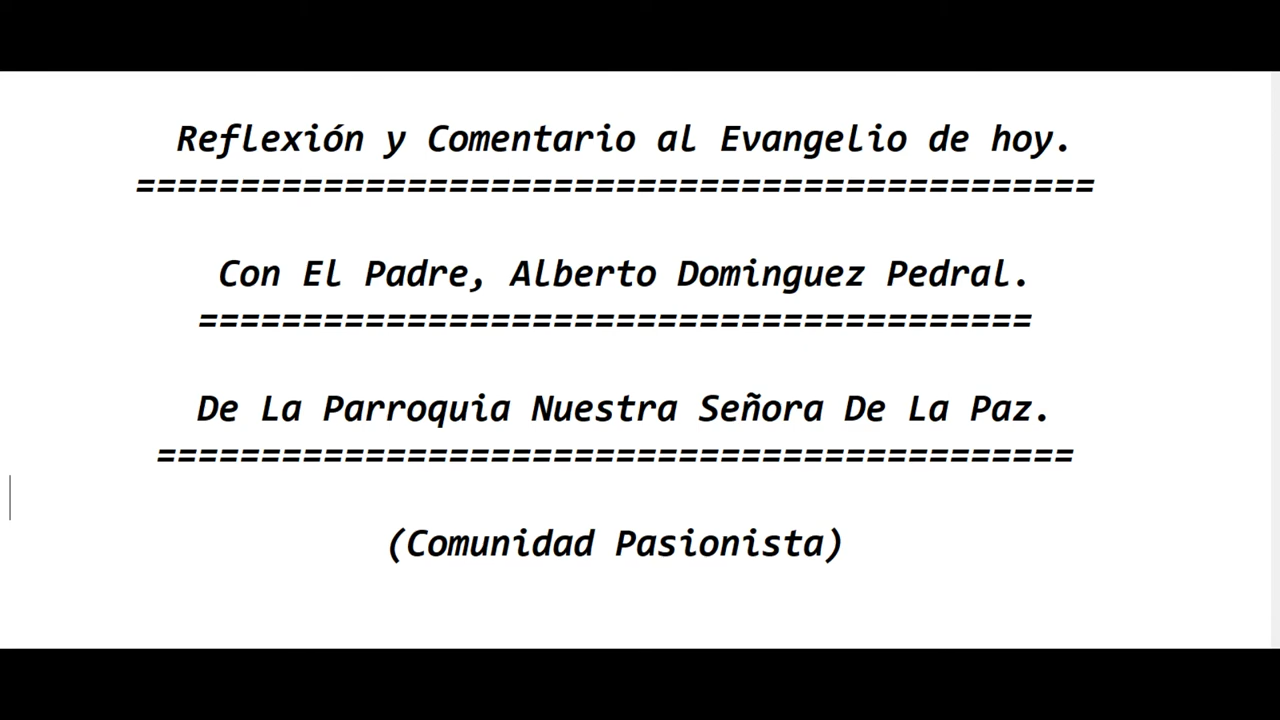 Reflexión y Comentario al Evangelio de hoy.
==============================================
Con El Padre, Alberto Dominguez Pedral.
========================================
De La Parroquia Nuestra Señora De La Paz.
============================================
(Comunidad Pasionista)